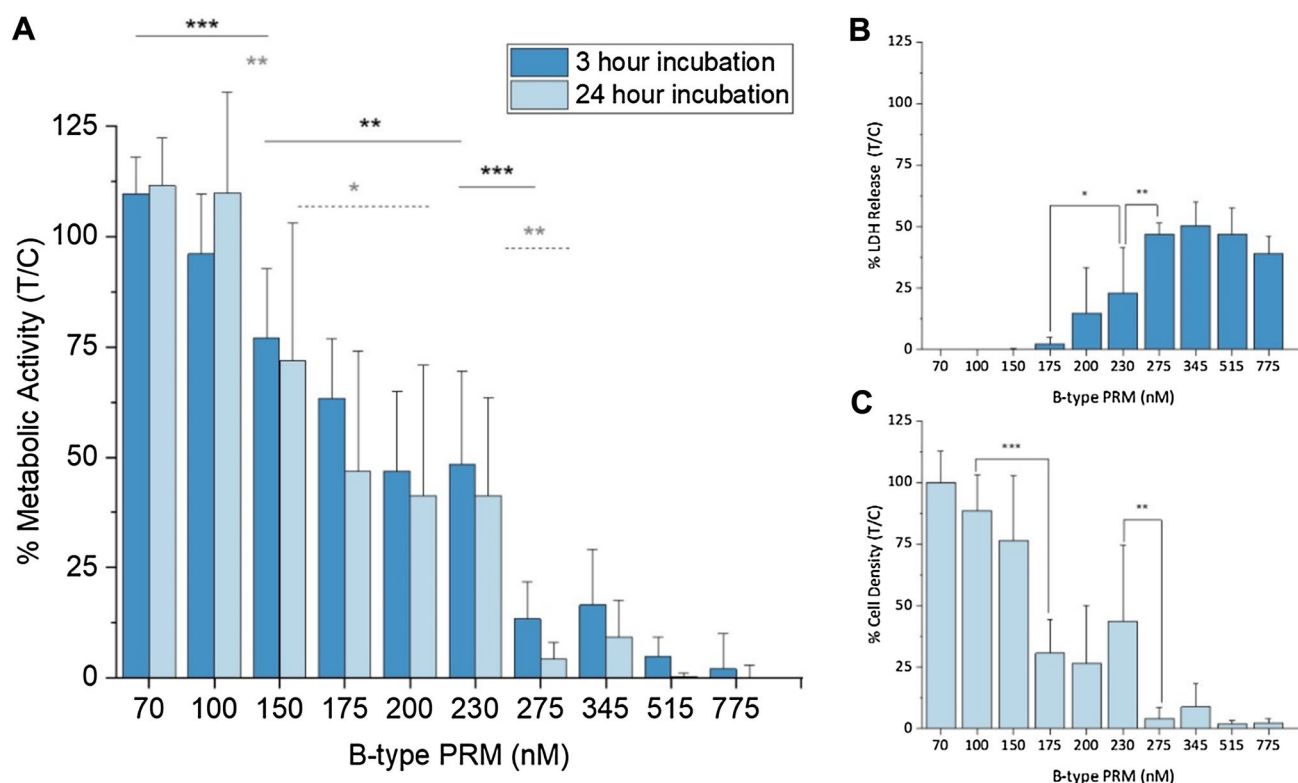 A
***
**
3 hour incubation
24 hour incubation
**
***
*
**
125
100
75
50
25
0
% Metabolic Activity (T/C)
70 100 150 175 200 230 275 345 515 775
B-type PRM (nM)
B
125
100
75
50
25
0
% LDH Release (T/C)
* **
70 100 150 175 200 230 275 345 515 775
B-type PRM (nM)
C
125
100
75
50
25
0
% Cell Density (T/C)
***
**
70 100 150 175 200 230 275 345 515 775
B-type PRM (nM)